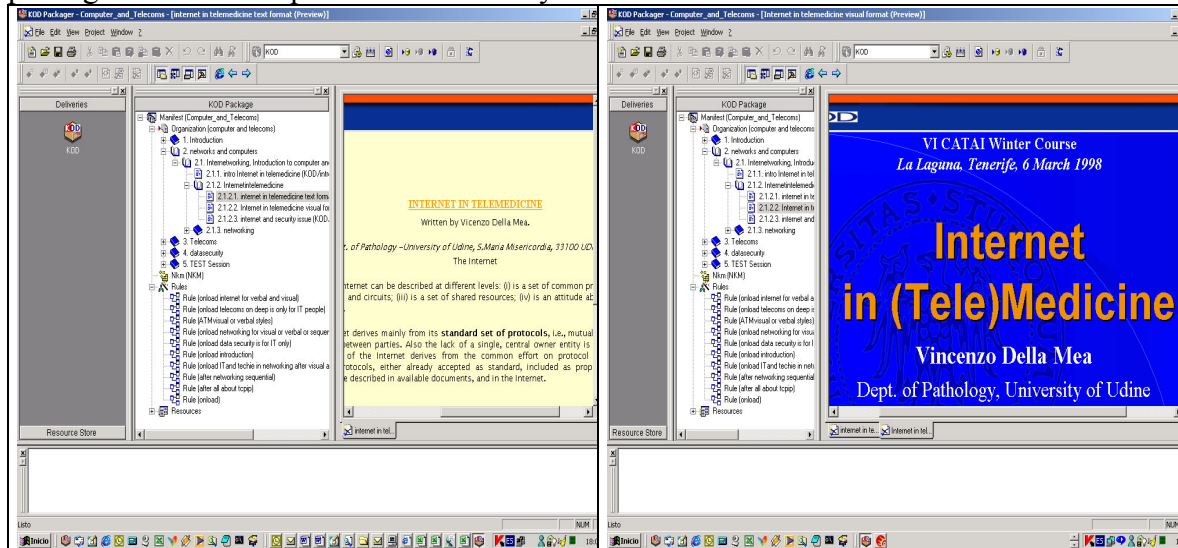 KOD Packager - Computer_and_Telecoms - [internet in telemedicine text format (Preview)]
File Edit View Project Window ?
KOD
Deliveries
KOD
Resource Store
KOD Package
Manifest (Computer_and_Telecoms)
Organization (computer and telecoms)
1. Introduction
2. networks and computers
2.1. Internetworking, Introduction to computer an
2.1.1. intro Internet in telemedicine (KOD/inte
2.1.2. Internetintelemedicine
2.1.2.1. internet in telemedicine text form
2.1.2.2. Internet in telemedicine visual for
2.1.2.3. internet and security issue (KOD.
2.1.3. networking
3. Telecoms
4. datasecurity
5. TEST Session
Nkm (NKM)
Rules
Rule (onload internet for verbal and visual)
Rule (onload telecoms on deep is only for IT people)
Rule (ATMvisual or verbal styles)
Rule (onload networking for visual or verbal or sequer
Rule (onload data security is for IT only)
Rule (onload introduction)
Rule (onload ITand techie in networking after visual a
Rule (after networking sequential)
Rule (after all about tcpip)
Rule (onload)
Resources
INTERNET IN TELEMEDICINE
Written by Vicenzo Della Mea.
. of Pathology –University of Udine, S.Maria Misericordia, 33100 UD
The Internet
nternet can be described at different levels: (i) is a set of common pr
and circuits; (iii) is a set of shared resources; (iv) is an attitude ab
et derives mainly from its standard set of protocols, i.e., mutual
between parties. Also the lack of a single, central owner entity is
of the Internet derives from the common effort on protocol
rotocols, either already accepted as standard, included as prop
e described in available documents, and in the Internet.
internet in tel...
Listo
NUM
Inicio
ES
18:0
KOD Packager - Computer_and_Telecoms - [Internet in telemedicine visual format (Preview)]
File Edit View Project Window ?
KOD
Deliveries
KOD
Resource Store
KOD Package
Manifest (Computer_and_Telecoms)
Organization (computer and telecoms
1. Introduction
2. networks and computers
2.1. Internetworking, Introdu
2.1.1. intro Internet in tel
2.1.2. Internetintelemedi
2.1.2.1. internet in te
2.1.2.2. Internet in t
2.1.2.3. internet and
2.1.3. networking
3. Telecoms
4. datasecurity
5. TEST Session
Nkm (NKM)
Rules
Rule (onload internet for verbal a
Rule (onload telecoms on deep is
Rule (ATMvisual or verbal styles)
Rule (onload networking for visua
Rule (onload data security is for I
Rule (onload introduction)
Rule (onload ITand techie in netw
Rule (after networking sequential
Rule (after all about tcpip)
Rule (onload)
Resources
VI CATAI Winter Course
La Laguna, Tenerife, 6 March 1998
Internet
in (Tele)Medicine
Vincenzo Della Mea
Dept. of Pathology, University of Udine
internet in te...
Internet in tel...
Listo
NUM
Inicio
ES